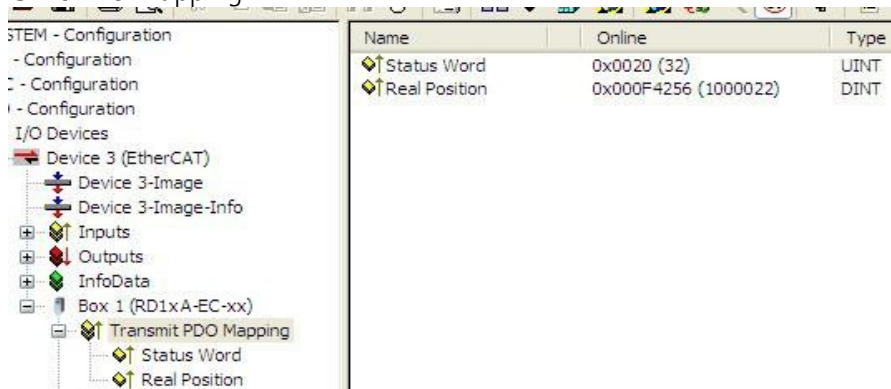 STEM - Configuration
- Configuration
- Configuration
- Configuration
I/O Devices
Device 3 (EtherCAT)
Device 3-Image
Device 3-Image-Info
Inputs
Outputs
InfoData
Box 1 (RD1xA-EC-xx)
Transmit PDO Mapping
Status Word
Real Position
Name Online Type
Status Word 0x0020 (32) UINT
Real Position 0x000F4256 (1000022) DINT